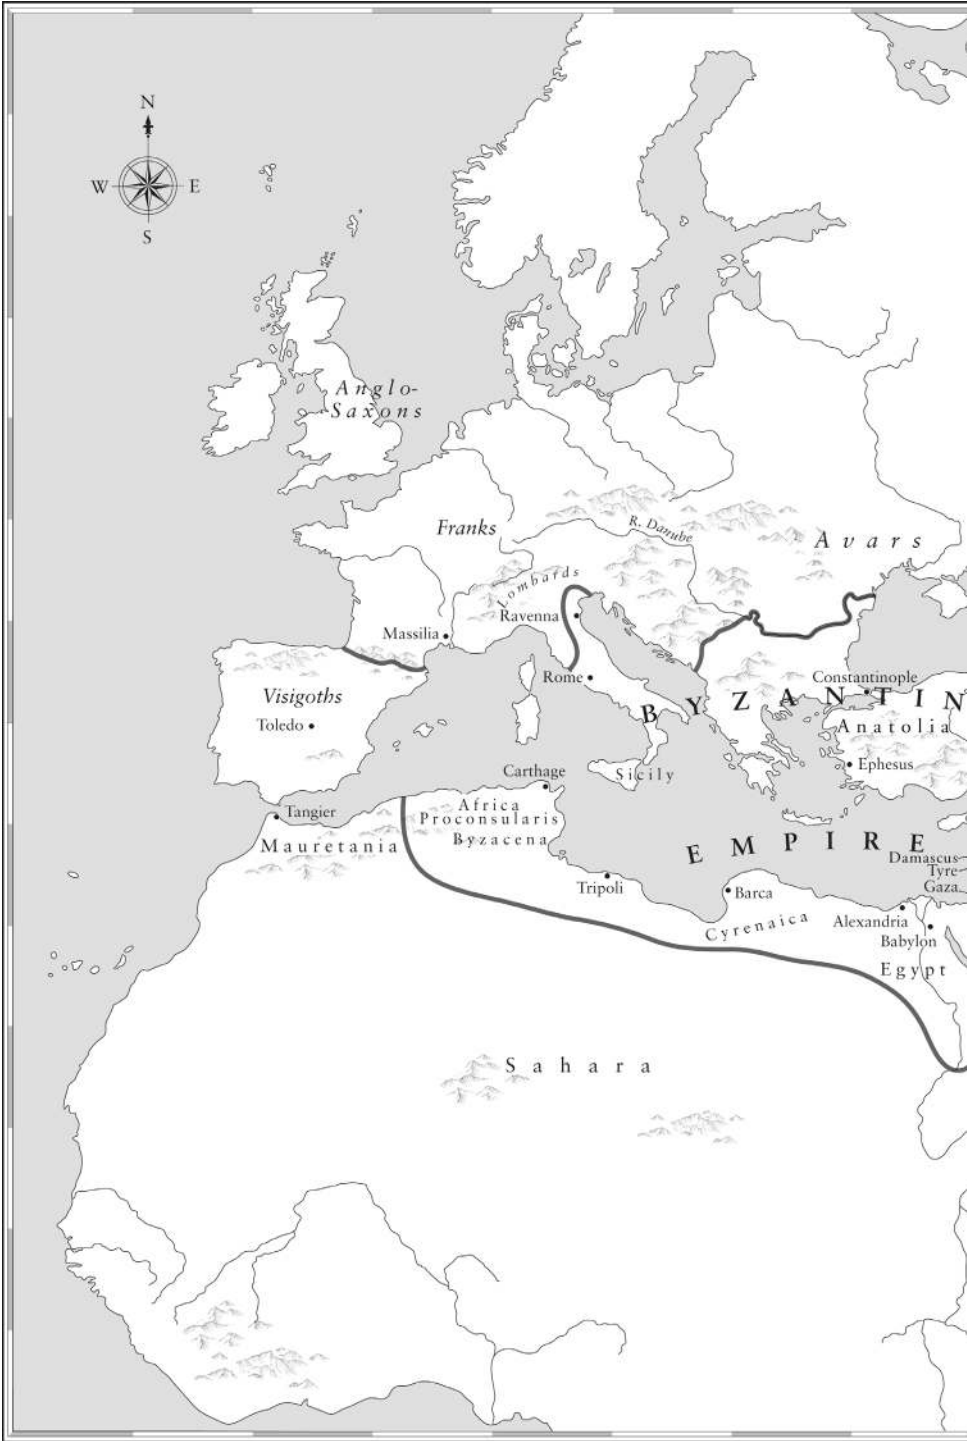 N
W E
S
Anglo-
Saxons
Franks
R. Danube
Avars
Lombards
Ravenna
Massilia
Rome
Constantinople
Visigoths
BYZANTIN
Toledo
Anatolia
Ephesus
Carthage
Sicily
Tangier
Africa
Proconsularis
Mauretania
Byzacena
EMPIRE
Damascus
Tyre
Tripoli
Barca
Gaza
Cyrenaica
Alexandria
Babylon
Egypt
Sahara